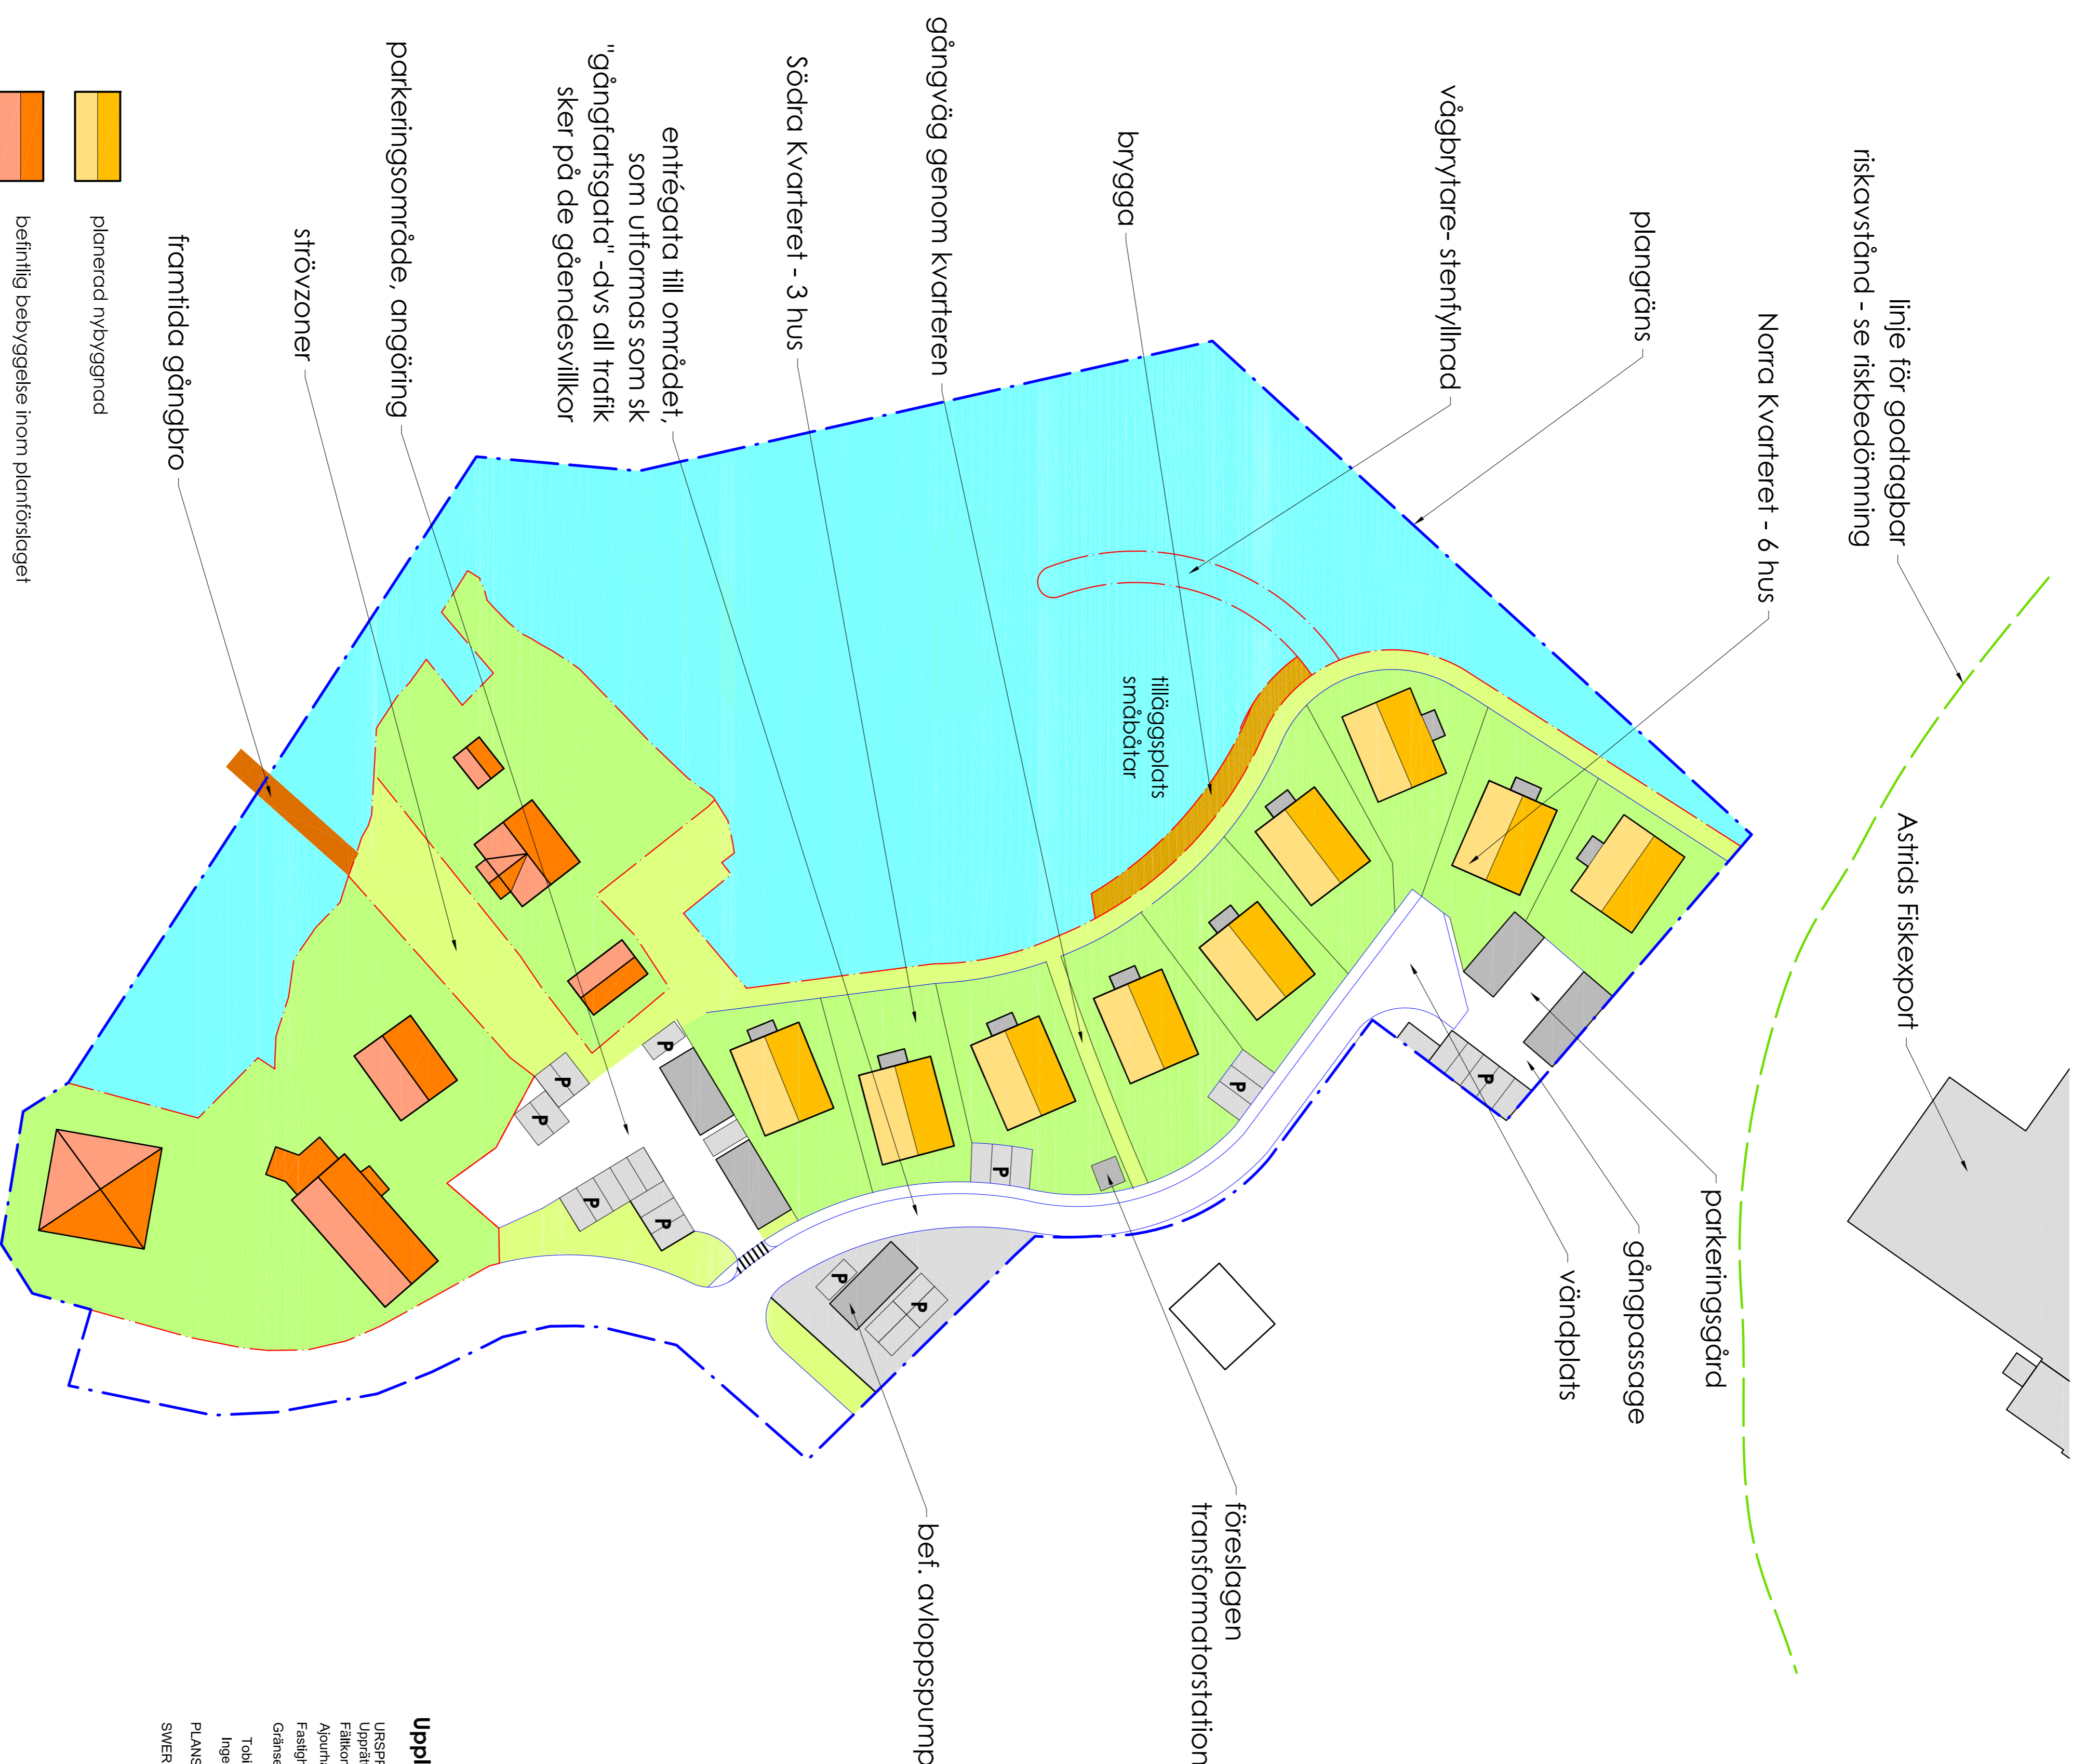 linje för godtagbar
riskavstånd - se riskbedömning
Norra Kvarteret - 6 hus
plangräns
vågbrytare- stenfyllnad
brygga
gångväg genom kvarteren
Södra Kvarteret - 3 hus
entrégata till området,
som utformas som sk
"gångfartsgata" -dvs all trafik
sker på de gåendesvillkor
parkeringsområde, angöring
strövzoner
framtida gångbro
planerad nybyggnad
befintlig bebyggelse inom planförslaget
tilläggsplats
småbåtar
Astrids Fiskexport
parkeringsgård
gångpassage
vändplats
föreslagen
transformatorstation
bef. avloppspump
P
P
P
P
P
P
P
P
P
P